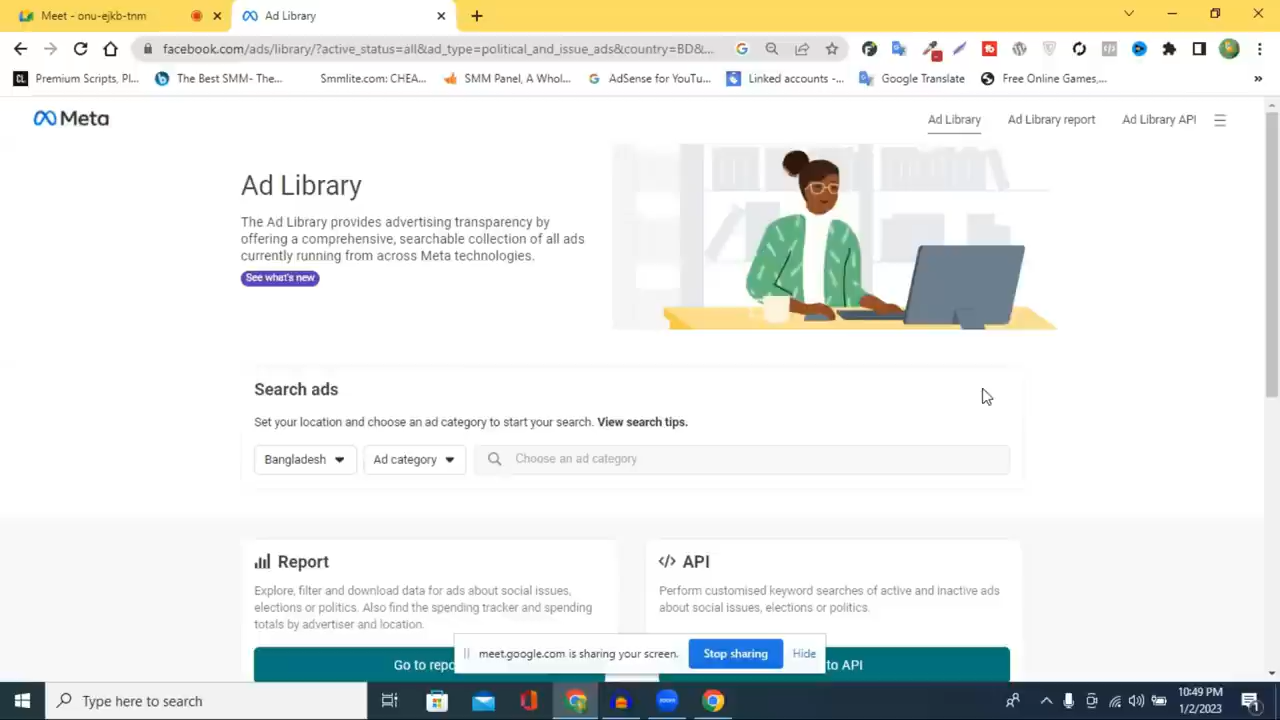 Meet - onu-ejkb-tnm
Ad Library
facebook.com/ads/library/?active_status=all&ad_type=political_and_issue_ads&country=BD&...
Premium Scripts, Pl...
The Best SMM- The...
Smmlite.com: CHEA...
SMM Panel, A Whol...
AdSense for YouTu...
Linked accounts -...
Google Translate
Free Online Games,...
»
Meta
Ad Library
Ad Library report
Ad Library API
Ad Library
The Ad Library provides advertising transparency by
offering a comprehensive, searchable collection of all ads
currently running from across Meta technologies.
See what's new
Search ads
Set your location and choose an ad category to start your search. View search tips.
Bangladesh
Ad category
Choose an ad category
Report
Explore, filter and download data for ads about social issues,
elections or politics. Also find the spending tracker and spending
totals by advertiser and location.
API
Perform customised keyword searches of active and inactive ads
about social issues, elections or politics.
meet.google.com is sharing your screen.
Stop sharing
Hide
Go to repo
to API
Type here to search
10:49 PM
1/2/2023